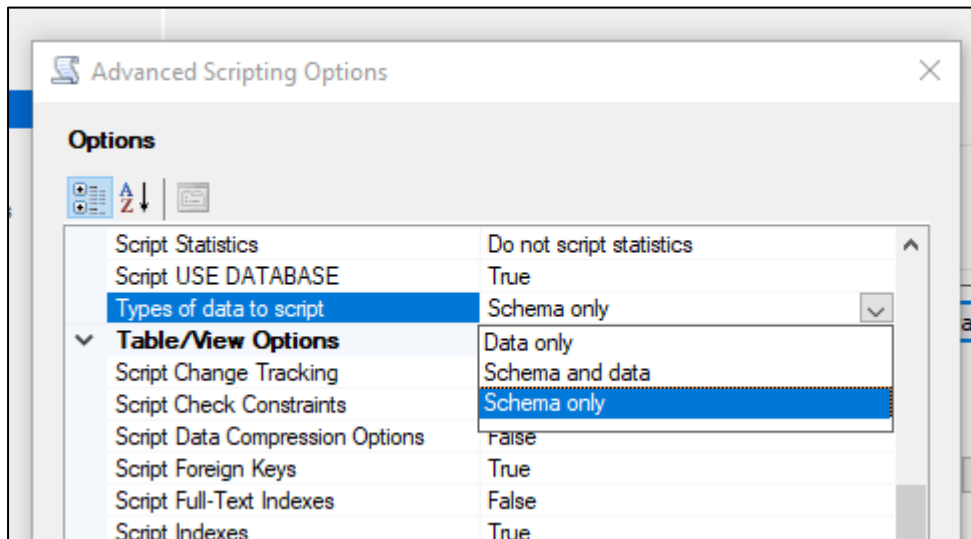 Advanced Scripting Options
Options
Script Statistics Do not script statistics
Script USE DATABASE True
Types of data to script Schema only
Table/View Options Data only
Script Change Tracking Schema and data
Script Check Constraints Schema only
Script Data Compression Options False
Script Foreign Keys True
Script Full-Text Indexes False
Script Indexes True